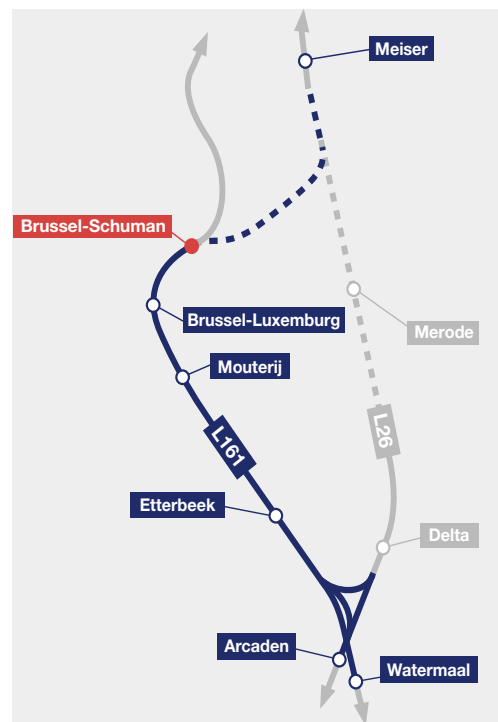 Meiser
Brussel-Schuman
Brussel-Luxemburg
Merode
Mouterij
L161
L26
Etterbeek
Delta
Arcaden
Watermaal